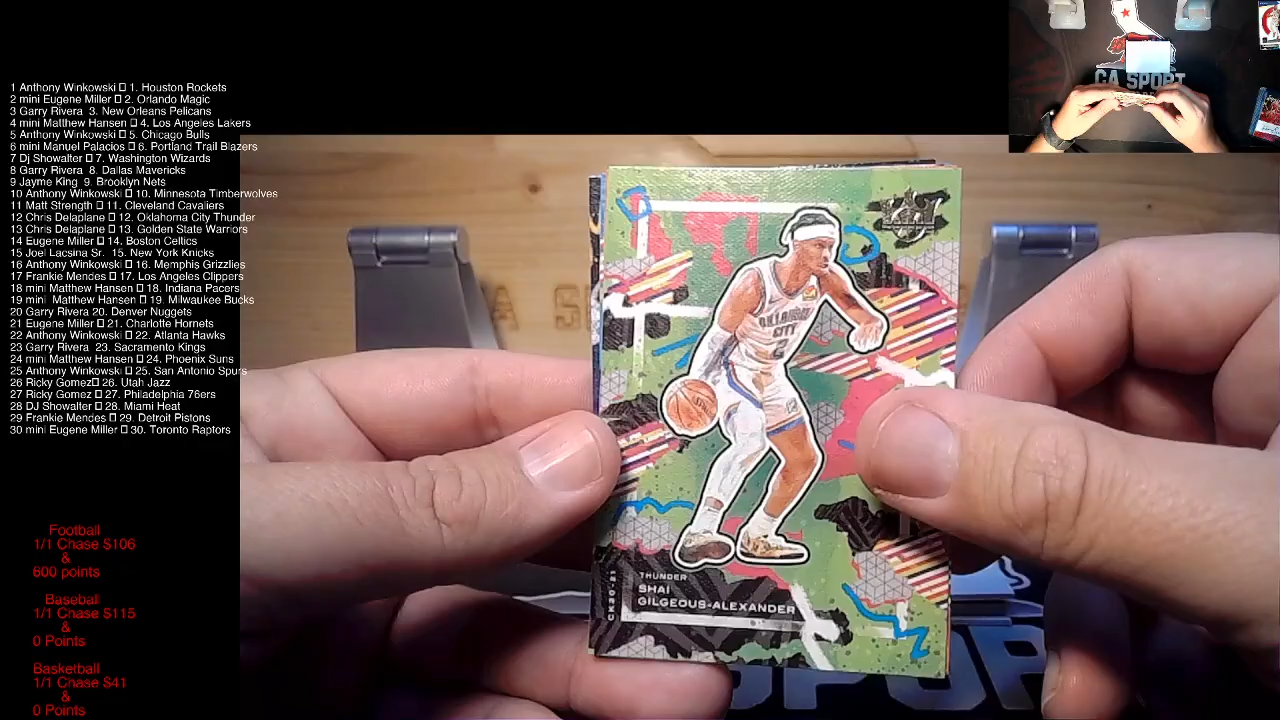 1 Anthony Winkowski 1. Houston Rockets
2 mini Eugene Miller 2. Orlando Magic
3 Garry Rivera 3. New Orleans Pelicans
4 mini Matthew Hansen 4. Los Angeles Lakers
5 Anthony Winkowski 5. Chicago Bulls
6 mini Manuel Palacios 6. Portland Trail Blazers
7 Dj Showalter 7. Washington Wizards
8 Garry Rivera 8. Dallas Mavericks
9 Jayme King 9. Brooklyn Nets
10 Anthony Winkowski 10. Minnesota Timberwolves
11 Matt Strength 11. Cleveland Cavaliers
12 Chris Delaplane 12. Oklahoma City Thunder
13 Chris Delaplane 13. Golden State Warriors
14 Eugene Miller 14. Boston Celtics
15 Joel Lacsina Sr. 15. New York Knicks
16 Anthony Winkowski 16. Memphis Grizzlies
17 Frankie Mendes 17. Los Angeles Clippers
18 mini Matthew Hansen 18. Indiana Pacers
19 mini Matthew Hansen 19. Milwaukee Bucks
20 Garry Rivera 20. Denver Nuggets
21 Eugene Miller 21. Charlotte Hornets
22 Anthony Winkowski 22. Atlanta Hawks
23 Garry Rivera 23. Sacramento Kings
24 mini Matthew Hansen 24. Phoenix Suns
25 Anthony Winkowski 25. San Antonio Spurs
26 Ricky Gomez 26. Utah Jazz
27 Ricky Gomez 27. Philadelphia 76ers
28 DJ Showalter 28. Miami Heat
29 Frankie Mendes 29. Detroit Pistons
30 mini Eugene Miller 30. Toronto Raptors
Football
1/1 Chase $106
&
600 points
Baseball
1/1 Chase $115
&
0 Points
Basketball
1/1 Chase $41
&
0 Points
CA SPORT
OKLAHOMA
CITY
2
THUNDER
SHAI
GILGEOUS-ALEXANDER
CK20-21